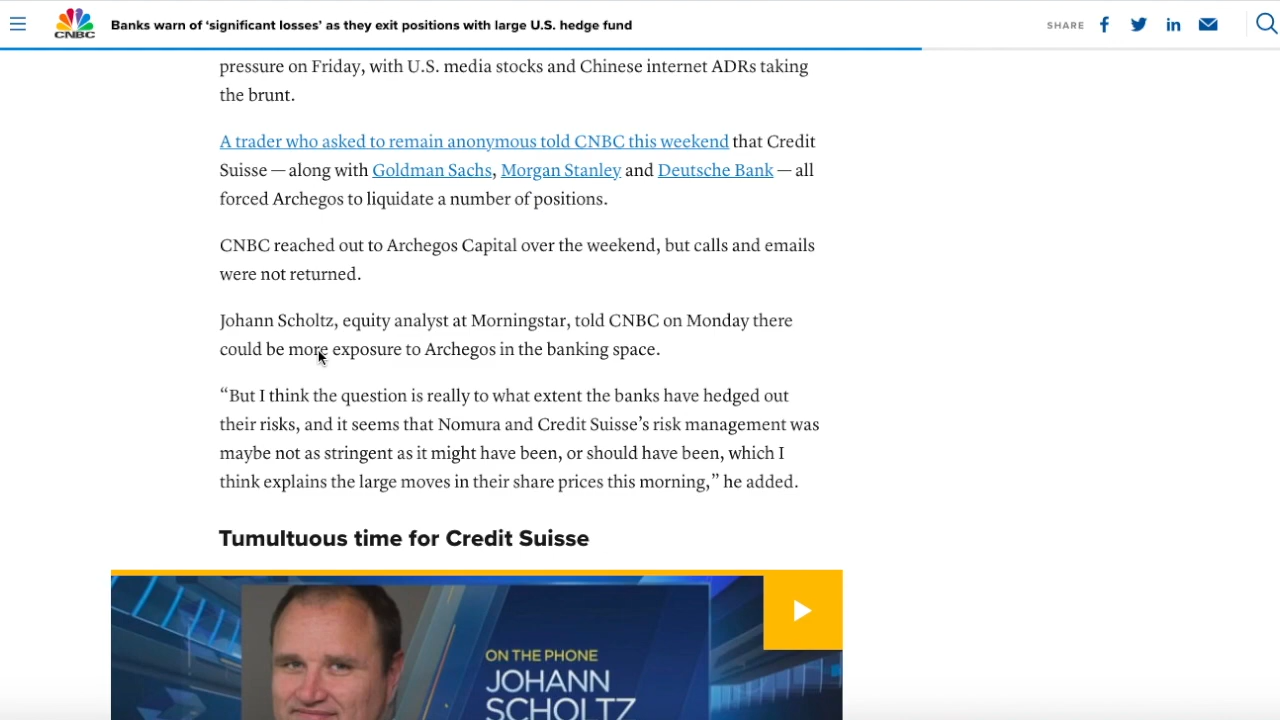 CNBC
Banks warn of ‘significant losses’ as they exit positions with large U.S. hedge fund
SHARE
pressure on Friday, with U.S. media stocks and Chinese internet ADRs taking
the brunt.
A trader who asked to remain anonymous told CNBC this weekend that Credit
Suisse — along with Goldman Sachs, Morgan Stanley and Deutsche Bank — all
forced Archegos to liquidate a number of positions.
CNBC reached out to Archegos Capital over the weekend, but calls and emails
were not returned.
Johann Scholtz, equity analyst at Morningstar, told CNBC on Monday there
could be more exposure to Archegos in the banking space.
“But I think the question is really to what extent the banks have hedged out
their risks, and it seems that Nomura and Credit Suisse’s risk management was
maybe not as stringent as it might have been, or should have been, which I
think explains the large moves in their share prices this morning,” he added.
Tumultuous time for Credit Suisse
ON THE PHONE
JOHANN
SCHOLTZ